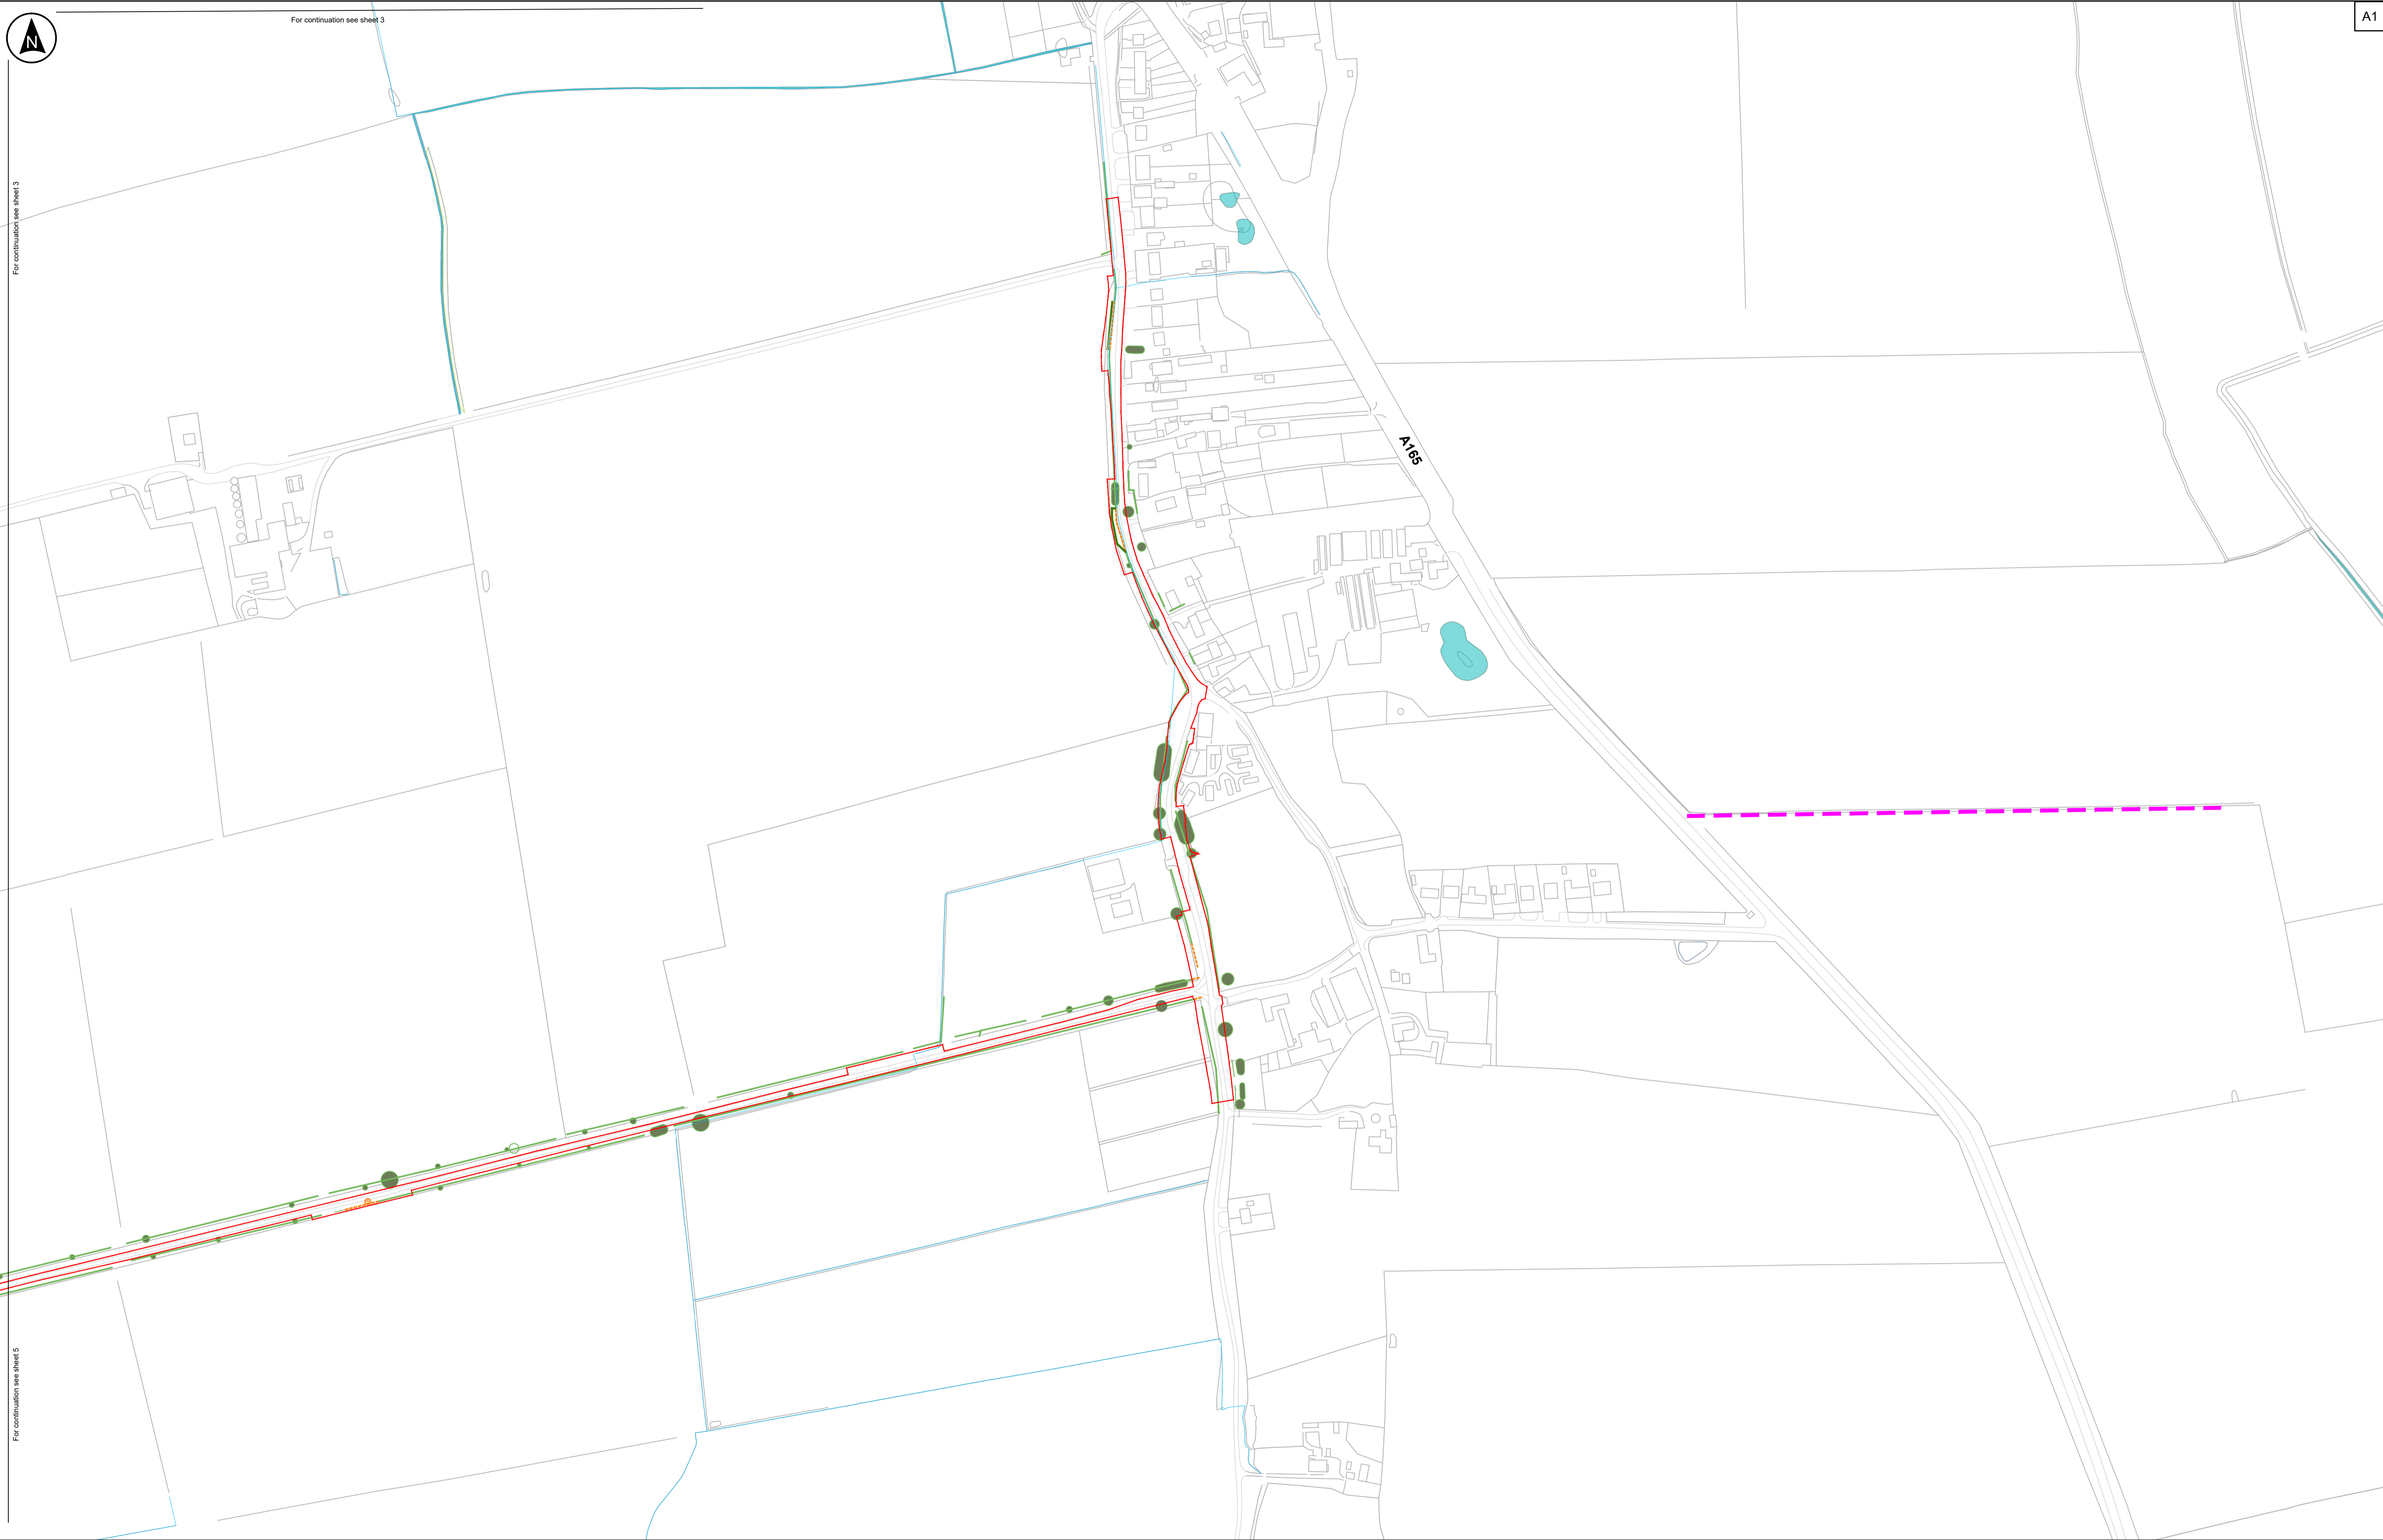 For continuation see sheet 3
A1
N
For continuation see sheet 3
A165
For continuation see sheet 5